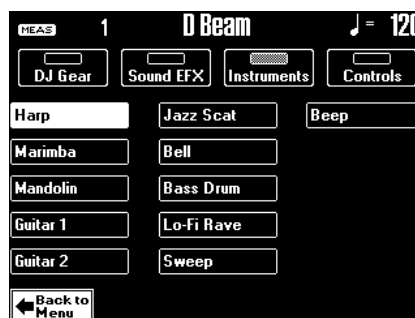 MEAS 1 D Beam ♩ = 120
DJ Gear Sound EFX Instruments Controls
Harp Jazz Scat Beep
Marimba Bell
Mandolin Bass Drum
Guitar 1 Lo-Fi Rave
Guitar 2 Sweep
Back to
Menu